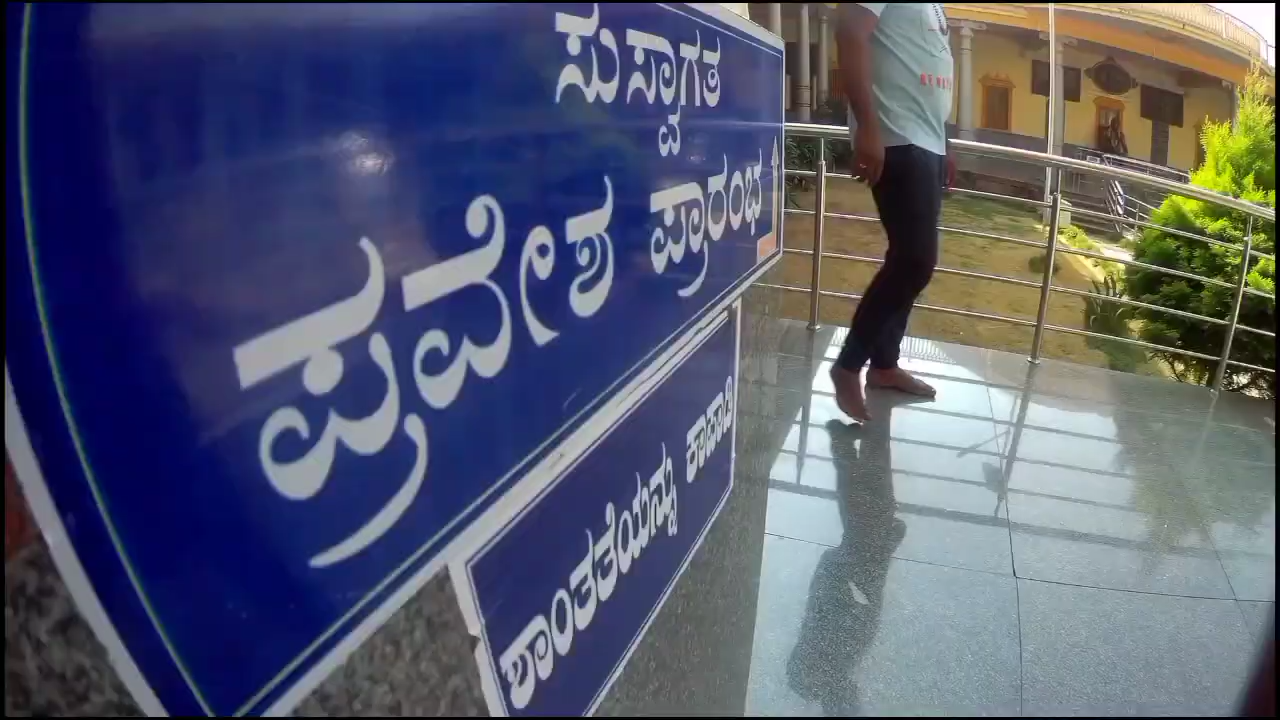 ಸುಸ್ವಾಗತ
ಪ್ರವೇಶ ಪ್ರಾರಂಭ
ಶಾಂತತೆಯನ್ನು ಕಾಪಾಡಿ